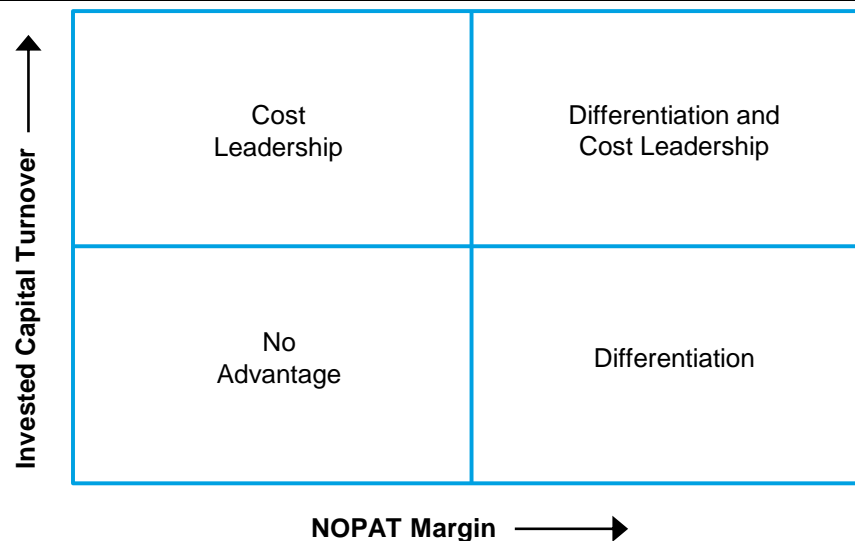 Invested Capital Turnover
Cost
Leadership
Differentiation and
Cost Leadership
No
Advantage
Differentiation
NOPAT Margin